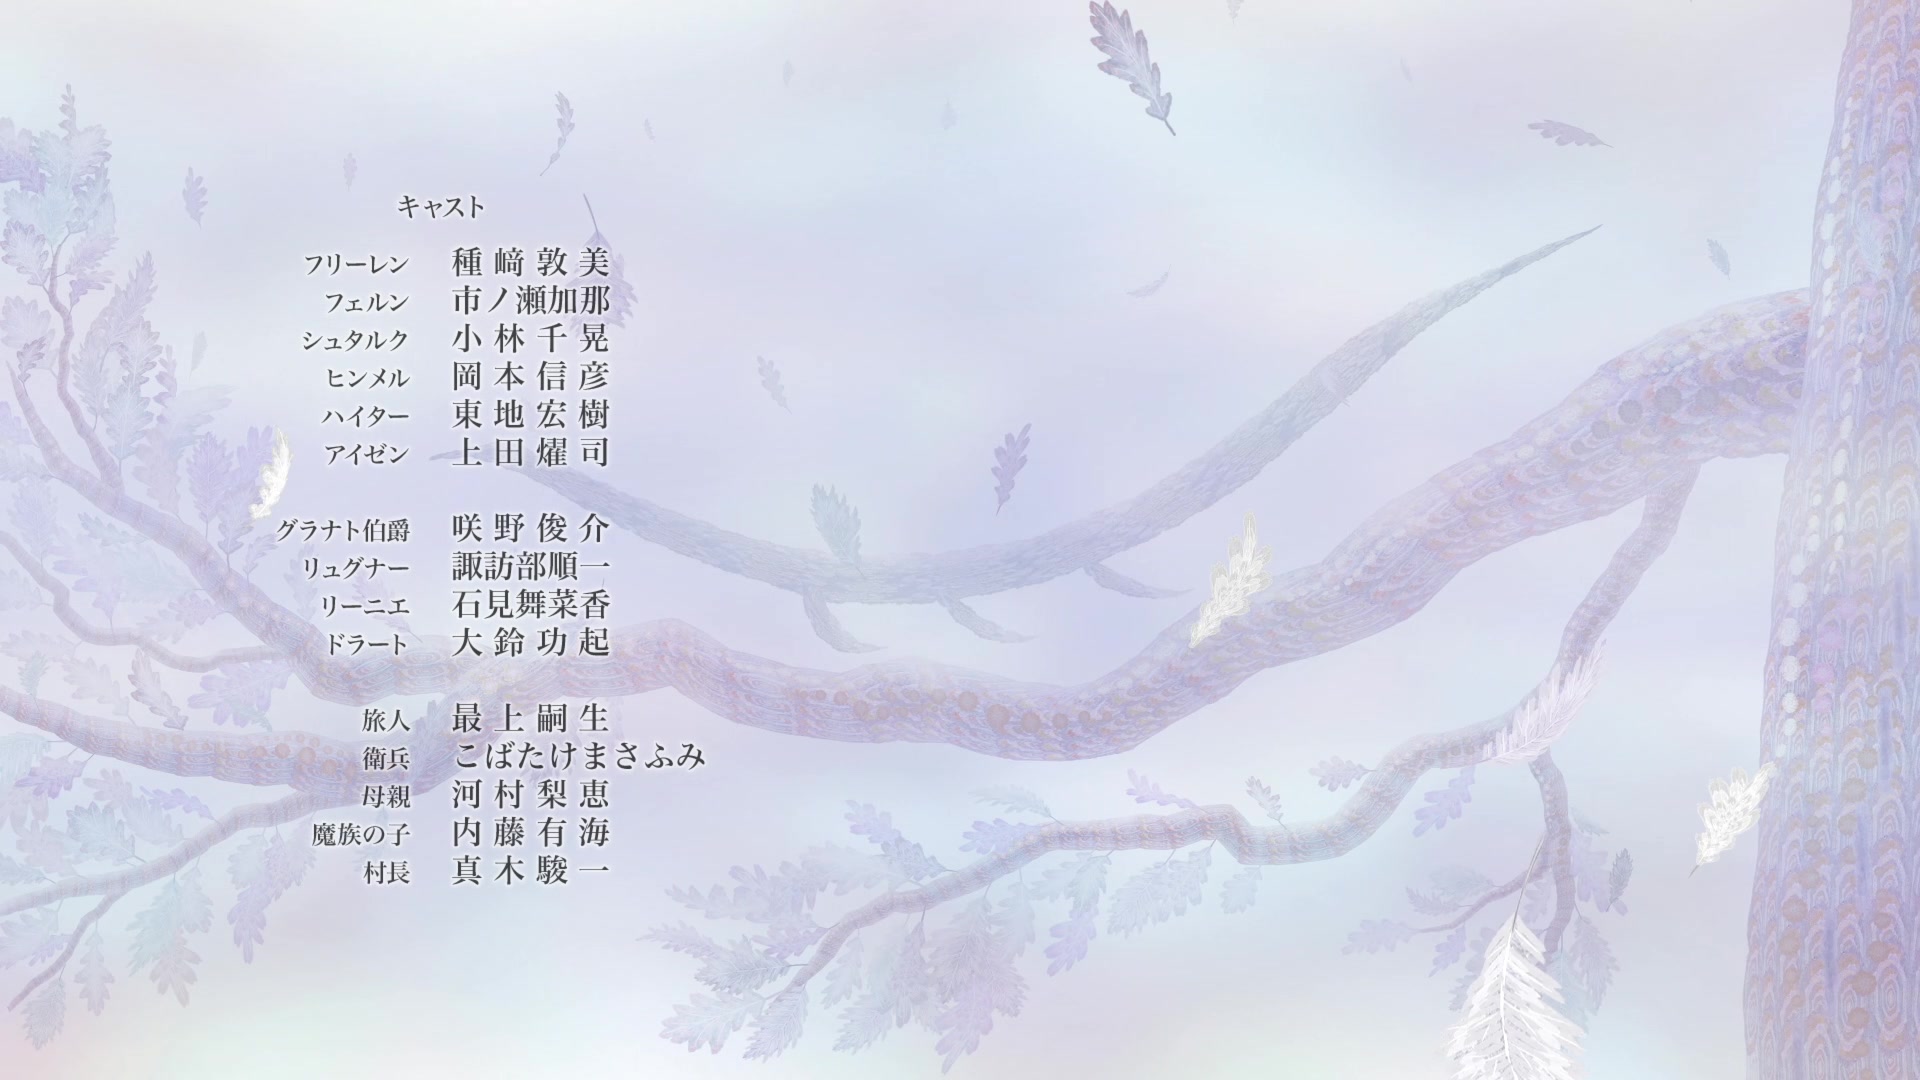 キャスト
フリーレン 種﨑敦美
フェルン 市ノ瀬加那
シュタルク 小林千晃
ヒンメル 岡本信彦
ハイター 東地宏樹
アイゼン 上田燿司
グラナト伯爵 咲野俊介
リュグナー 諏訪部順一
リーニエ 石見舞菜香
ドラート 大鈴功起
旅人 最上嗣生
衛兵 こばたけまさふみ
母親 河村梨恵
魔族の子 内藤有海
村長 真木駿一